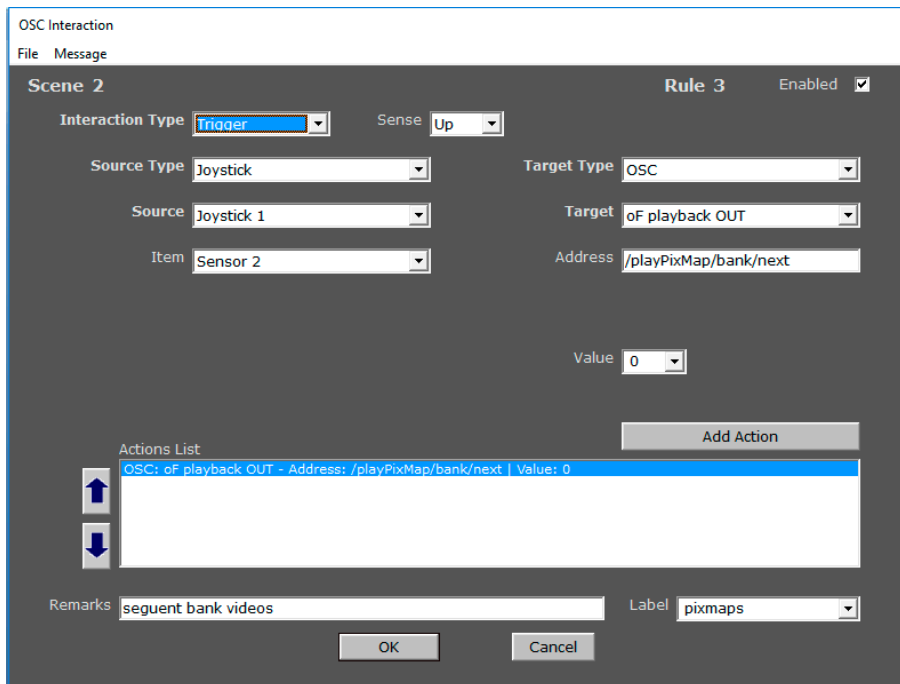 OSC Interaction
File Message
Scene 2 Rule 3 Enabled
Interaction Type Trigger Sense Up
Source Type Joystick Target Type OSC
Source Joystick 1 Target oF playback OUT
Item Sensor 2 Address /playPixMap/bank/next
Value 0
Add Action
Actions List
OSC: oF playback OUT - Address: /playPixMap/bank/next | Value: 0
Remarks seguent bank videos Label pixmaps
OK Cancel